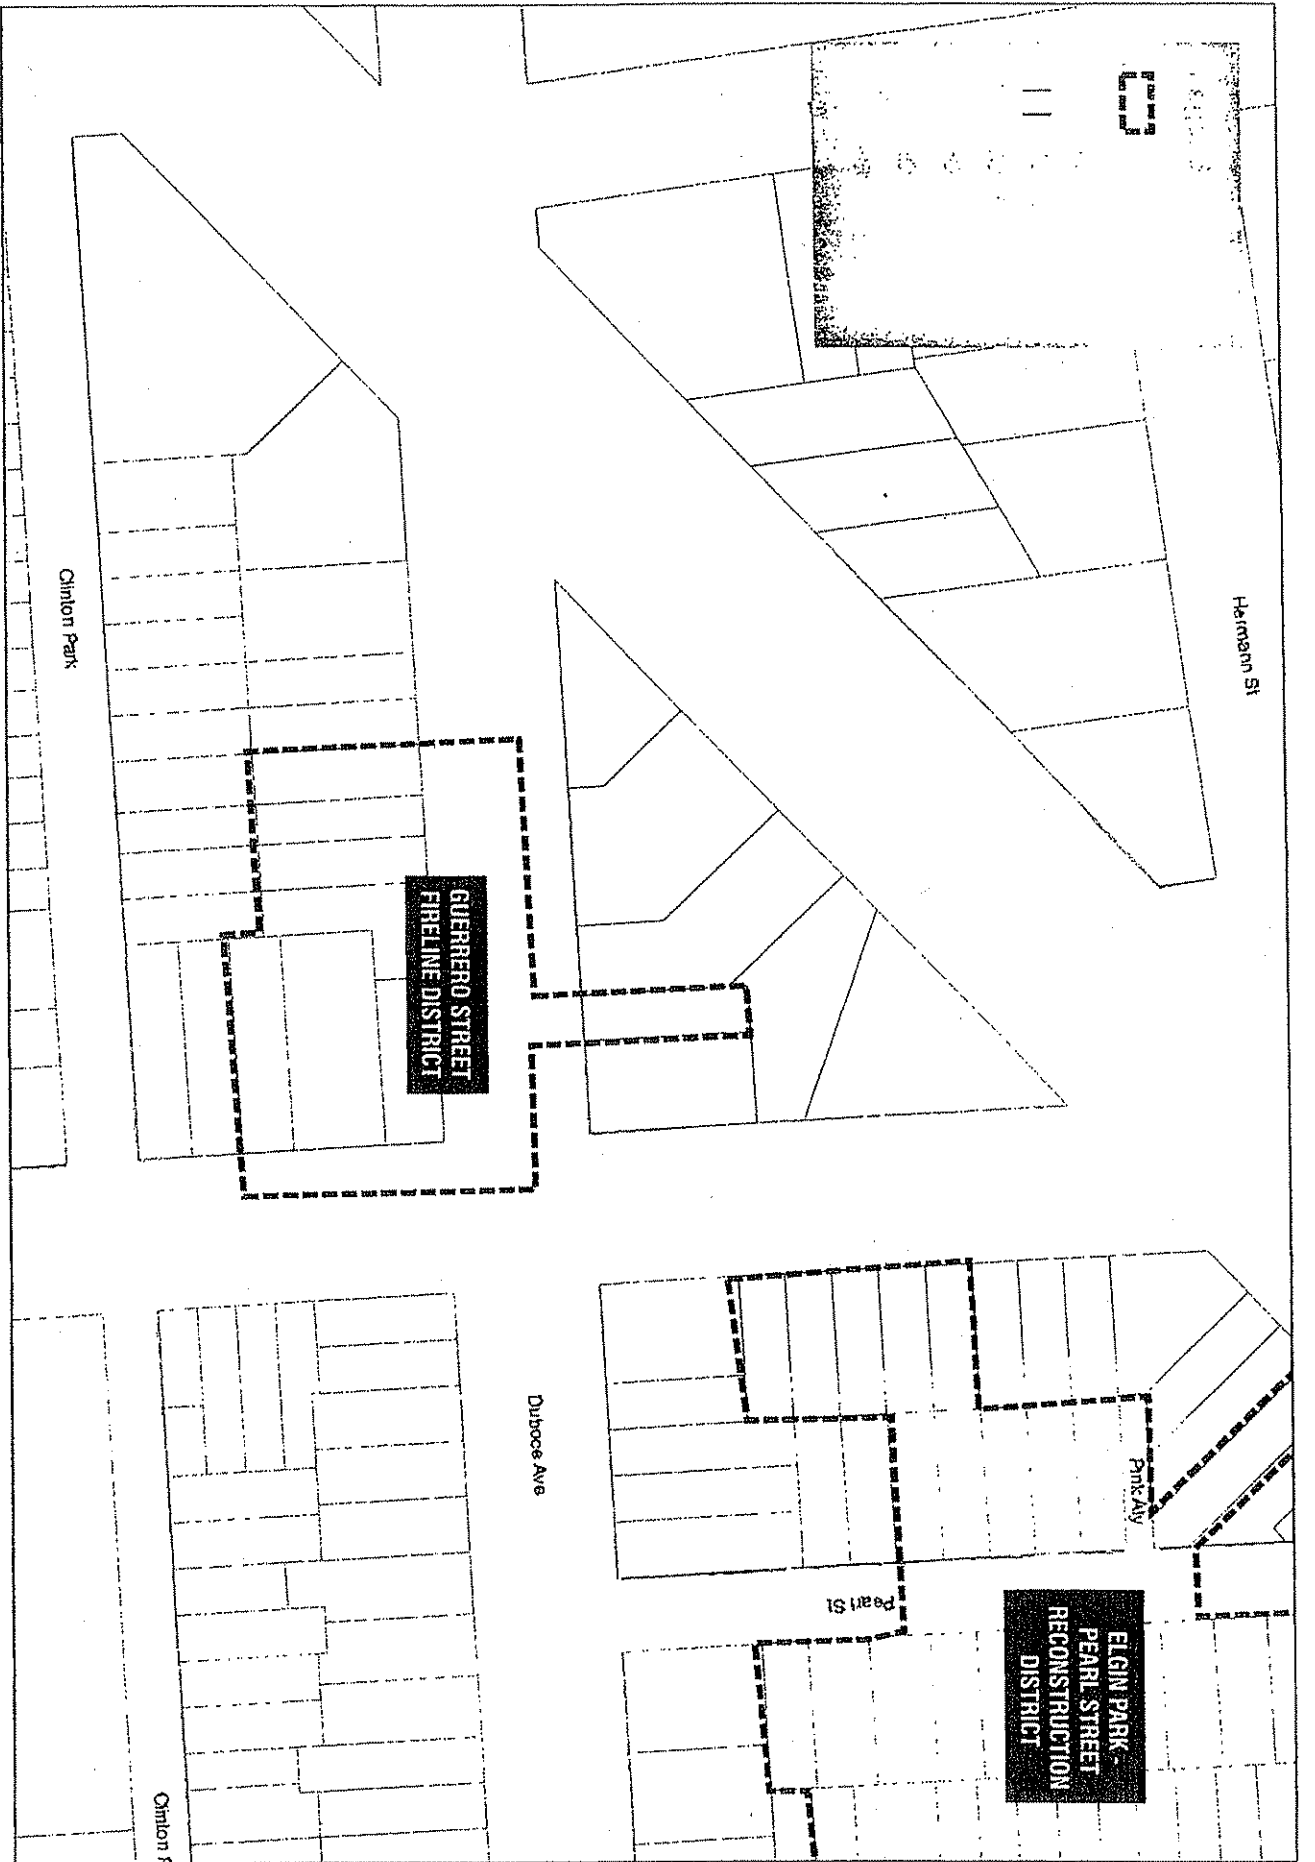 Hermann St
Clinton Park
GUERRERO STREET
FIRELINE DISTRICT
Duboce Ave
Pink Aly
Pearl St
ELGIN PARK -
PEARL STREET
RECONSTRUCTION
DISTRICT
Clinton